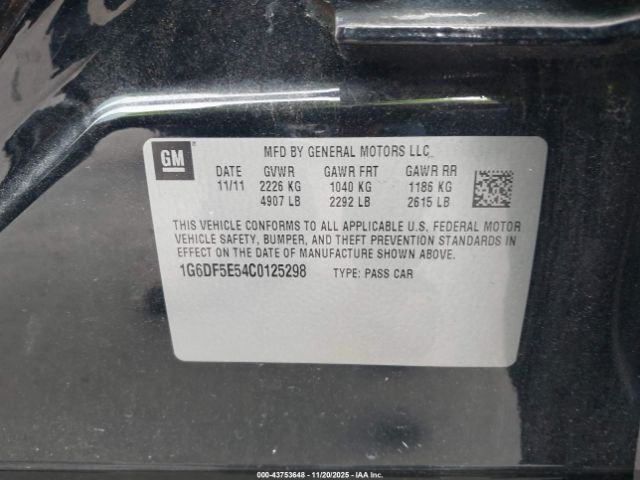 GM
MFD BY GENERAL MOTORS LLC
DATE GVWR GAWR FRT GAWR RR
11/11 2226 KG 1040 KG 1186 KG
4907 LB 2292 LB 2615 LB
THIS VEHICLE CONFORMS TO ALL APPLICABLE U.S. FEDERAL MOTOR
VEHICLE SAFETY, BUMPER, AND THEFT PREVENTION STANDARDS IN
EFFECT ON THE DATE OF MANUFACTURE SHOWN ABOVE.
1G6DF5E54C0125298 TYPE: PASS CAR
000-43753648 - 11/20/2025 - IAA Inc.